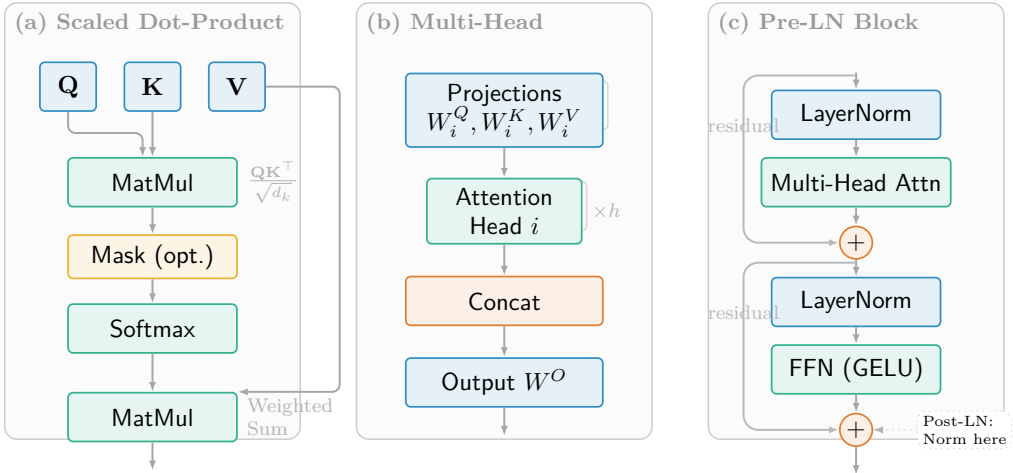 (a) Scaled Dot-Product
Q
K
V
MatMul
QK⊤
√dk
Mask (opt.)
Softmax
MatMul
Weighted
Sum
(b) Multi-Head
Projections
W_i^Q, W_i^K, W_i^V
Attention
Head i
×h
Concat
Output W^O
(c) Pre-LN Block
LayerNorm
residual
Multi-Head Attn
+
LayerNorm
residual
FFN (GELU)
+
Post-LN:
Norm here